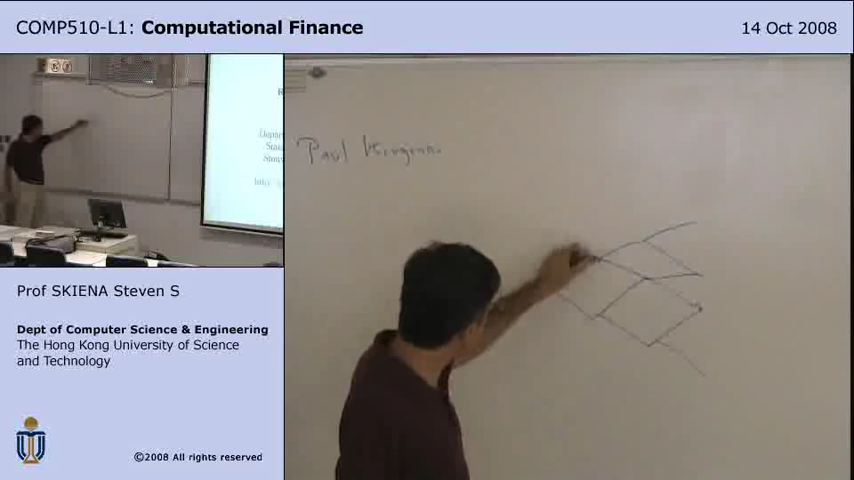 COMP510-L1: Computational Finance
14 Oct 2008
Paul
Prof SKIENA Steven S
Dept of Computer Science & Engineering
The Hong Kong University of Science
and Technology
©2008 All rights reserved